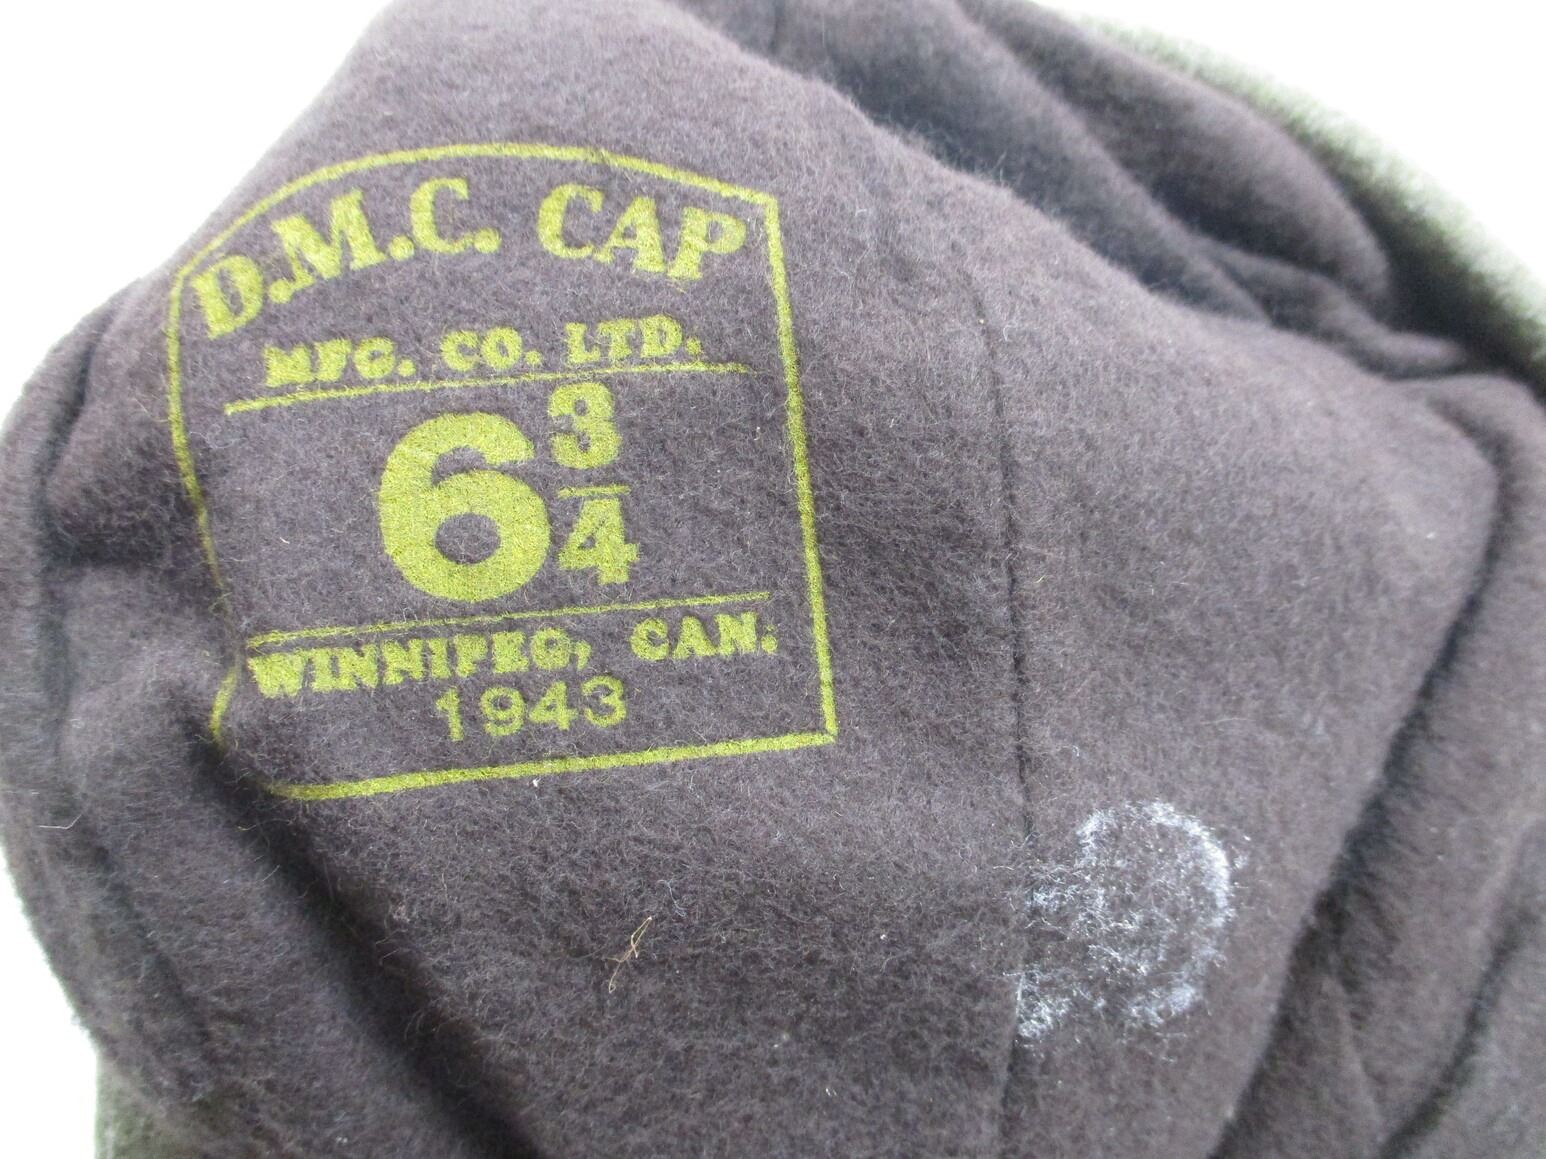 D.M.C. CAP
MFG. CO. LTD.
6 3/4
WINNIPEG, CAN.
1943